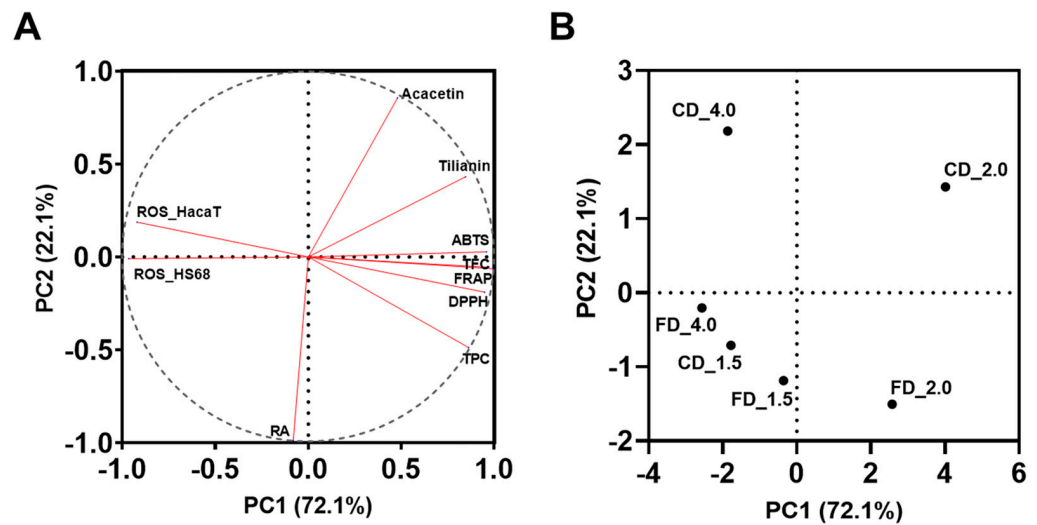 A
B
1.0
0.5
0.0
-0.5
-1.0
PC2 (22.1%)
Acacetin
Tilianin
ROS_HacaT
ABTS
TFC
ROS_HS68
FRAP
DPPH
TPC
RA
-1.0
-0.5
0.0
0.5
1.0
PC1 (72.1%)
3
2
1
0
-1
-2
PC2 (22.1%)
CD_4.0
CD_2.0
FD_4.0
CD_1.5
FD_1.5
FD_2.0
-4
-2
0
2
4
6
PC1 (72.1%)